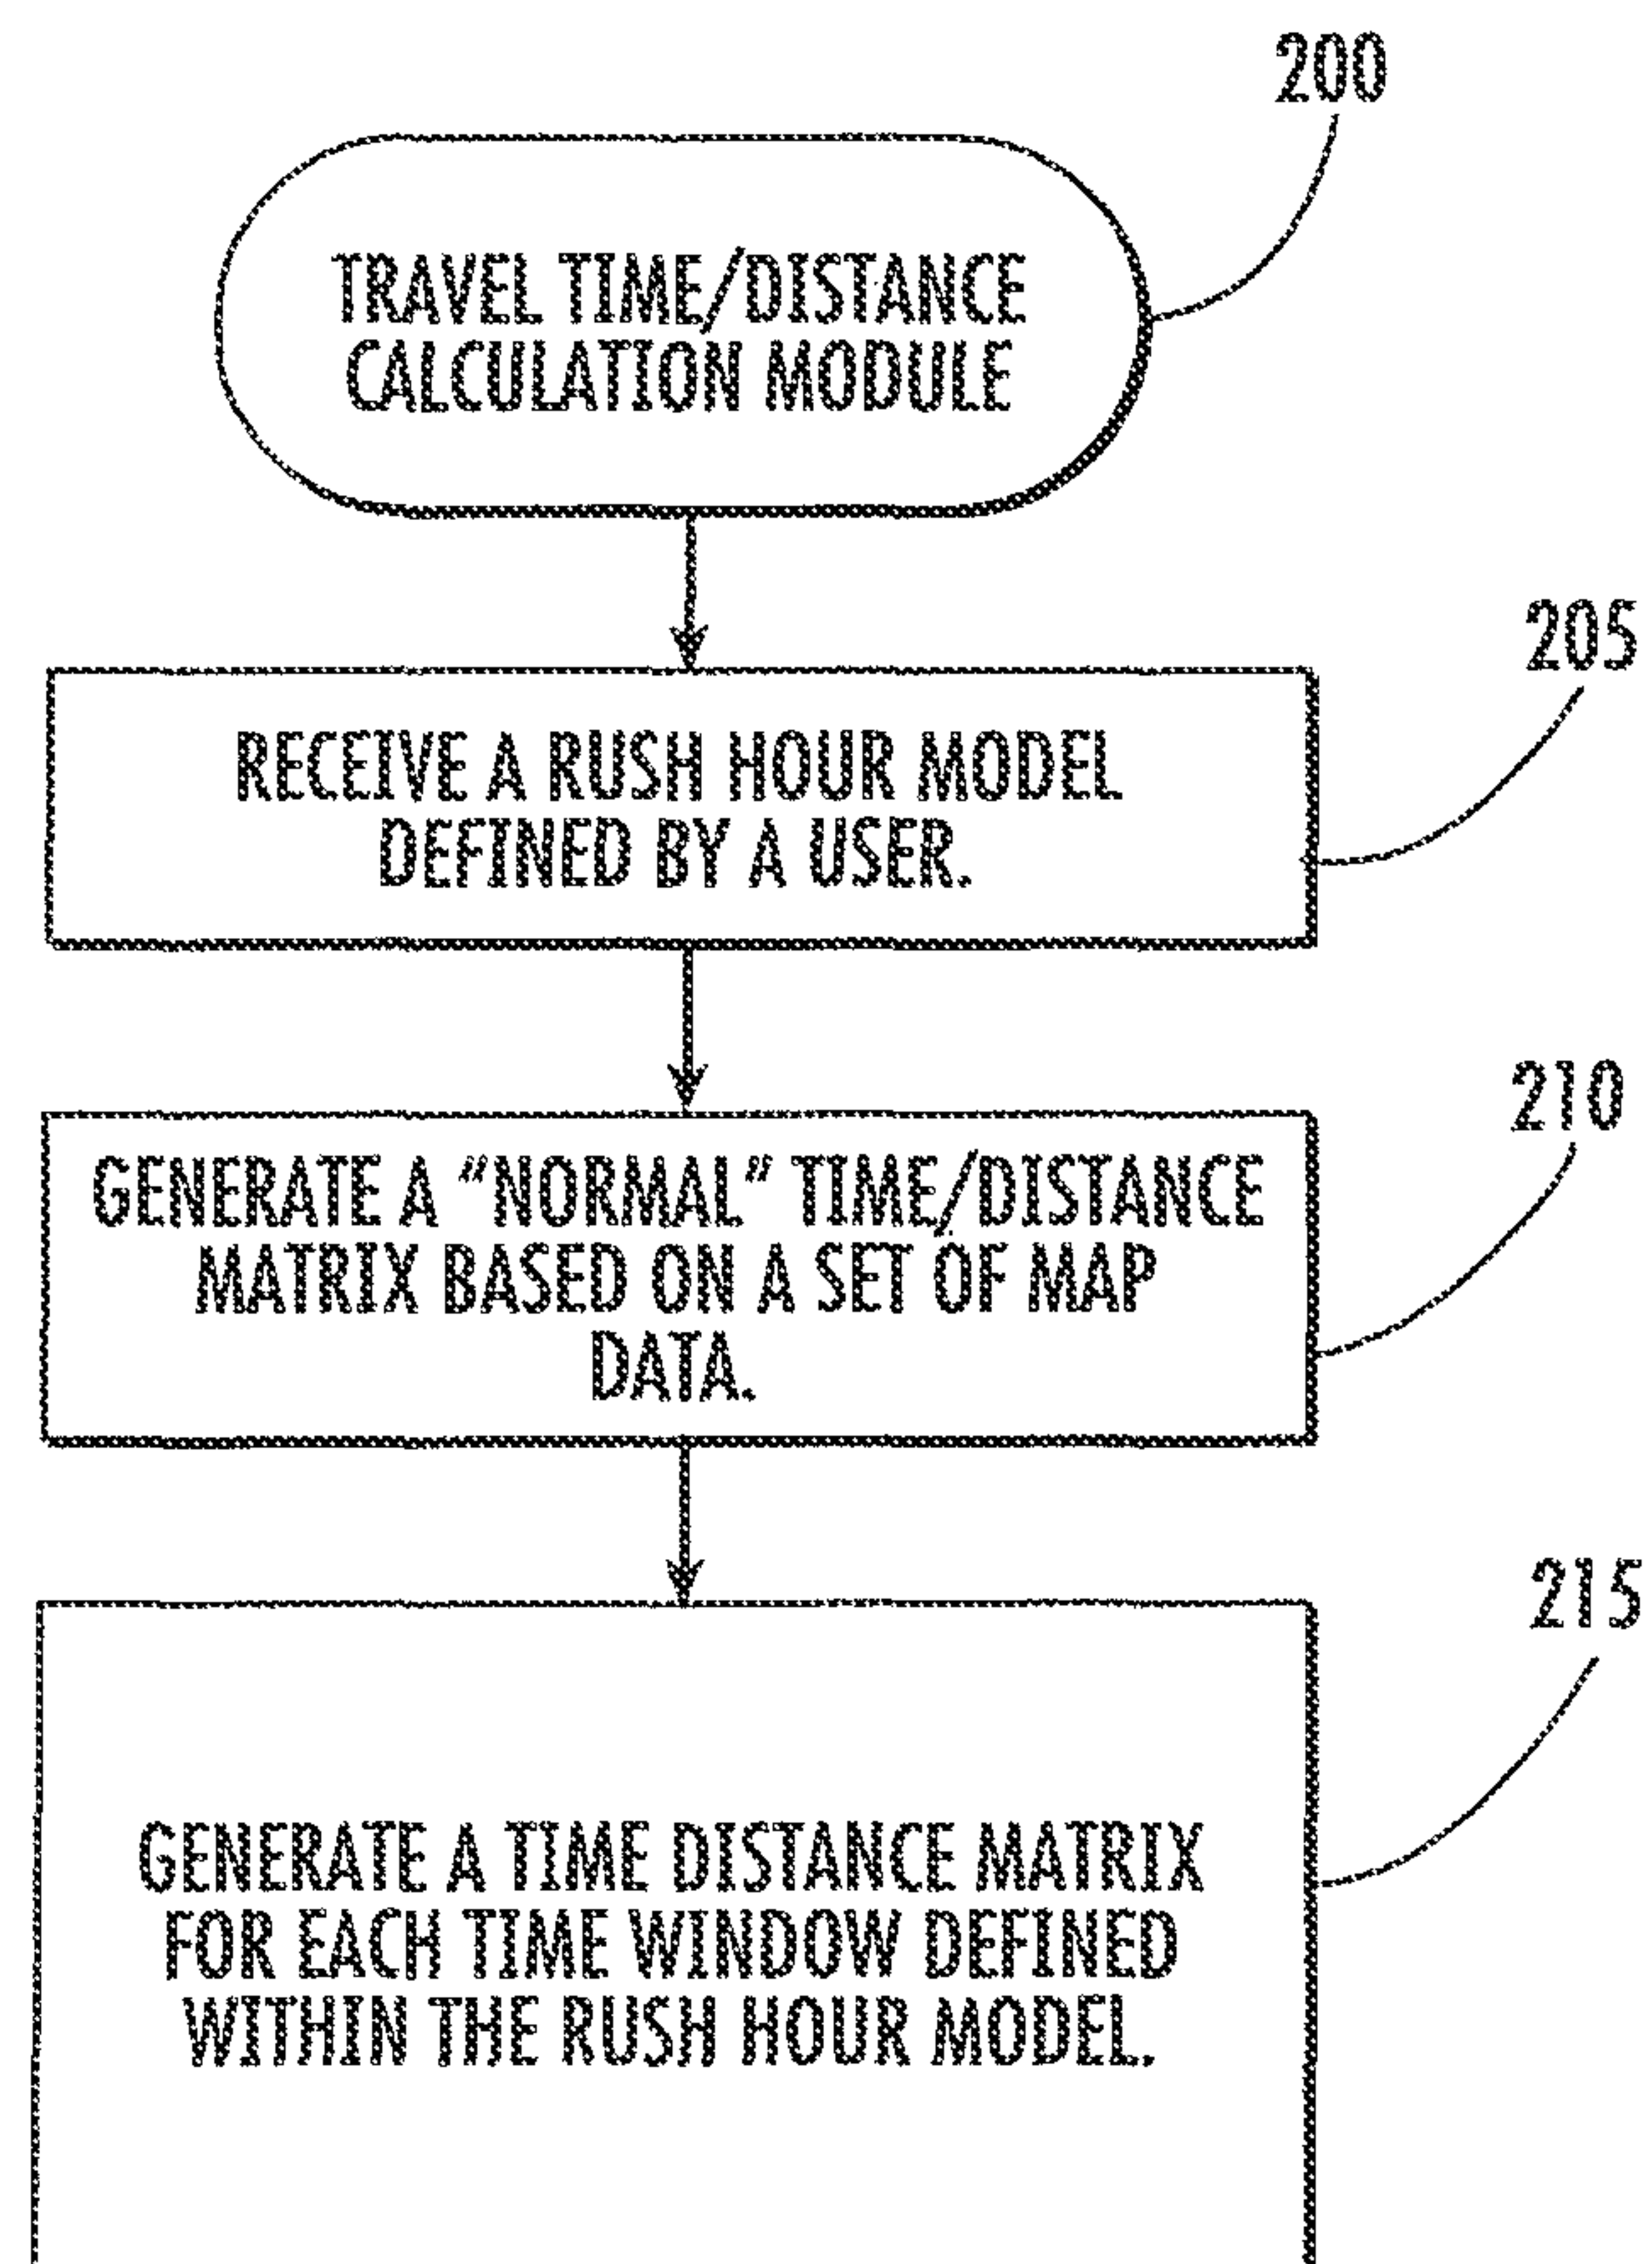 200
TRAVEL TIME/DISTANCE
CALCULATION MODULE
205
RECEIVE A RUSH HOUR MODEL
DEFINED BY A USER.
210
GENERATE A “NORMAL” TIME/DISTANCE
MATRIX BASED ON A SET OF MAP
DATA.
215
GENERATE A TIME DISTANCE MATRIX
FOR EACH TIME WINDOW DEFINED
WITHIN THE RUSH HOUR MODEL.